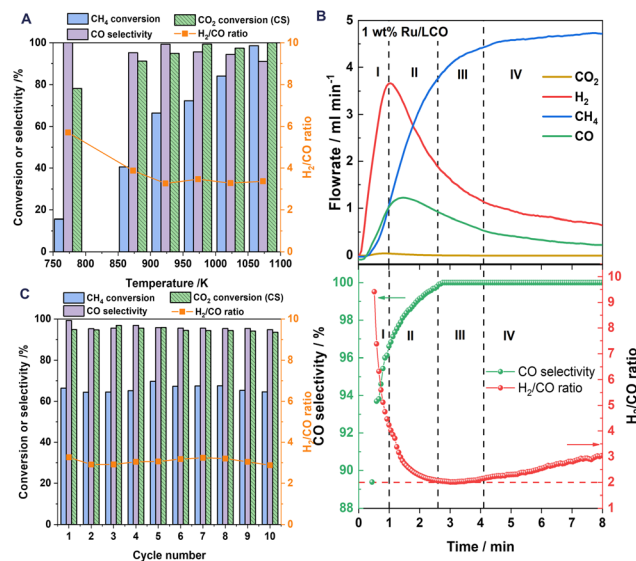 A
CH4 conversion
CO2 conversion (CS)
CO selectivity
H2/CO ratio
100
80
60
40
20
0
10
8
6
4
2
0
Conversion or selectivity /%
H2/CO ratio
750 800 850 900 950 1000 1050 1100
Temperature /K
B
1 wt% Ru/LCO
I
II
III
IV
CO2
H2
CH4
CO
5
4
3
2
1
0
Flowrate / ml min-1
C
CH4 conversion
CO2 conversion (CS)
CO selectivity
H2/CO ratio
100
80
60
40
20
0
10
8
6
4
2
0
Conversion or selectivity /%
H2/CO ratio
1 2 3 4 5 6 7 8 9 10
Cycle number
100
98
96
94
92
90
88
10
9
8
7
6
5
4
3
2
1
CO selectivity / %
H2/CO ratio
I
II
III
IV
CO selectivity
H2/CO ratio
0 1 2 3 4 5 6 7 8
Time / min